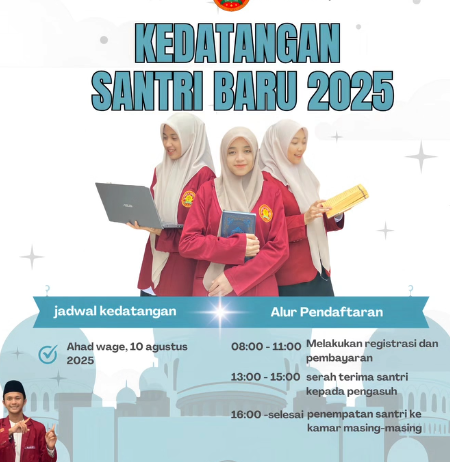 KEDATANGAN
SANTRI BARU 2025
jadwal kedatangan
Ahad wage, 10 agustus
2025
Alur Pendaftaran
08:00 - 11:00 Melakukan registrasi dan
pembayaran
13:00 - 15:00 serah terima santri
kepada pengasuh
16:00 -selesai penempatan santri ke
kamar masing-masing